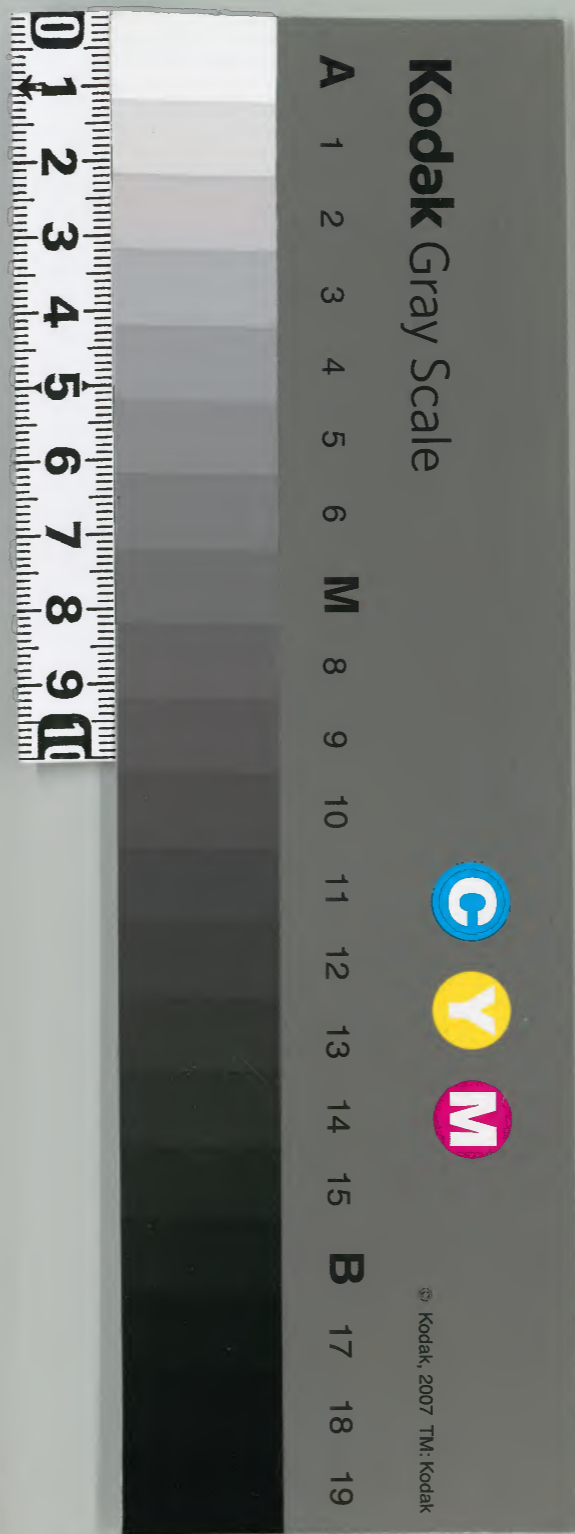 Kodak Gray Scale
C Y M
© Kodak, 2007 TM: Kodak
A 1 2 3 4 5 6 M 8 9 10 11 12 13 14 15 B 17 18 19
0 1 2 3 4 5 6 7 8 9 10